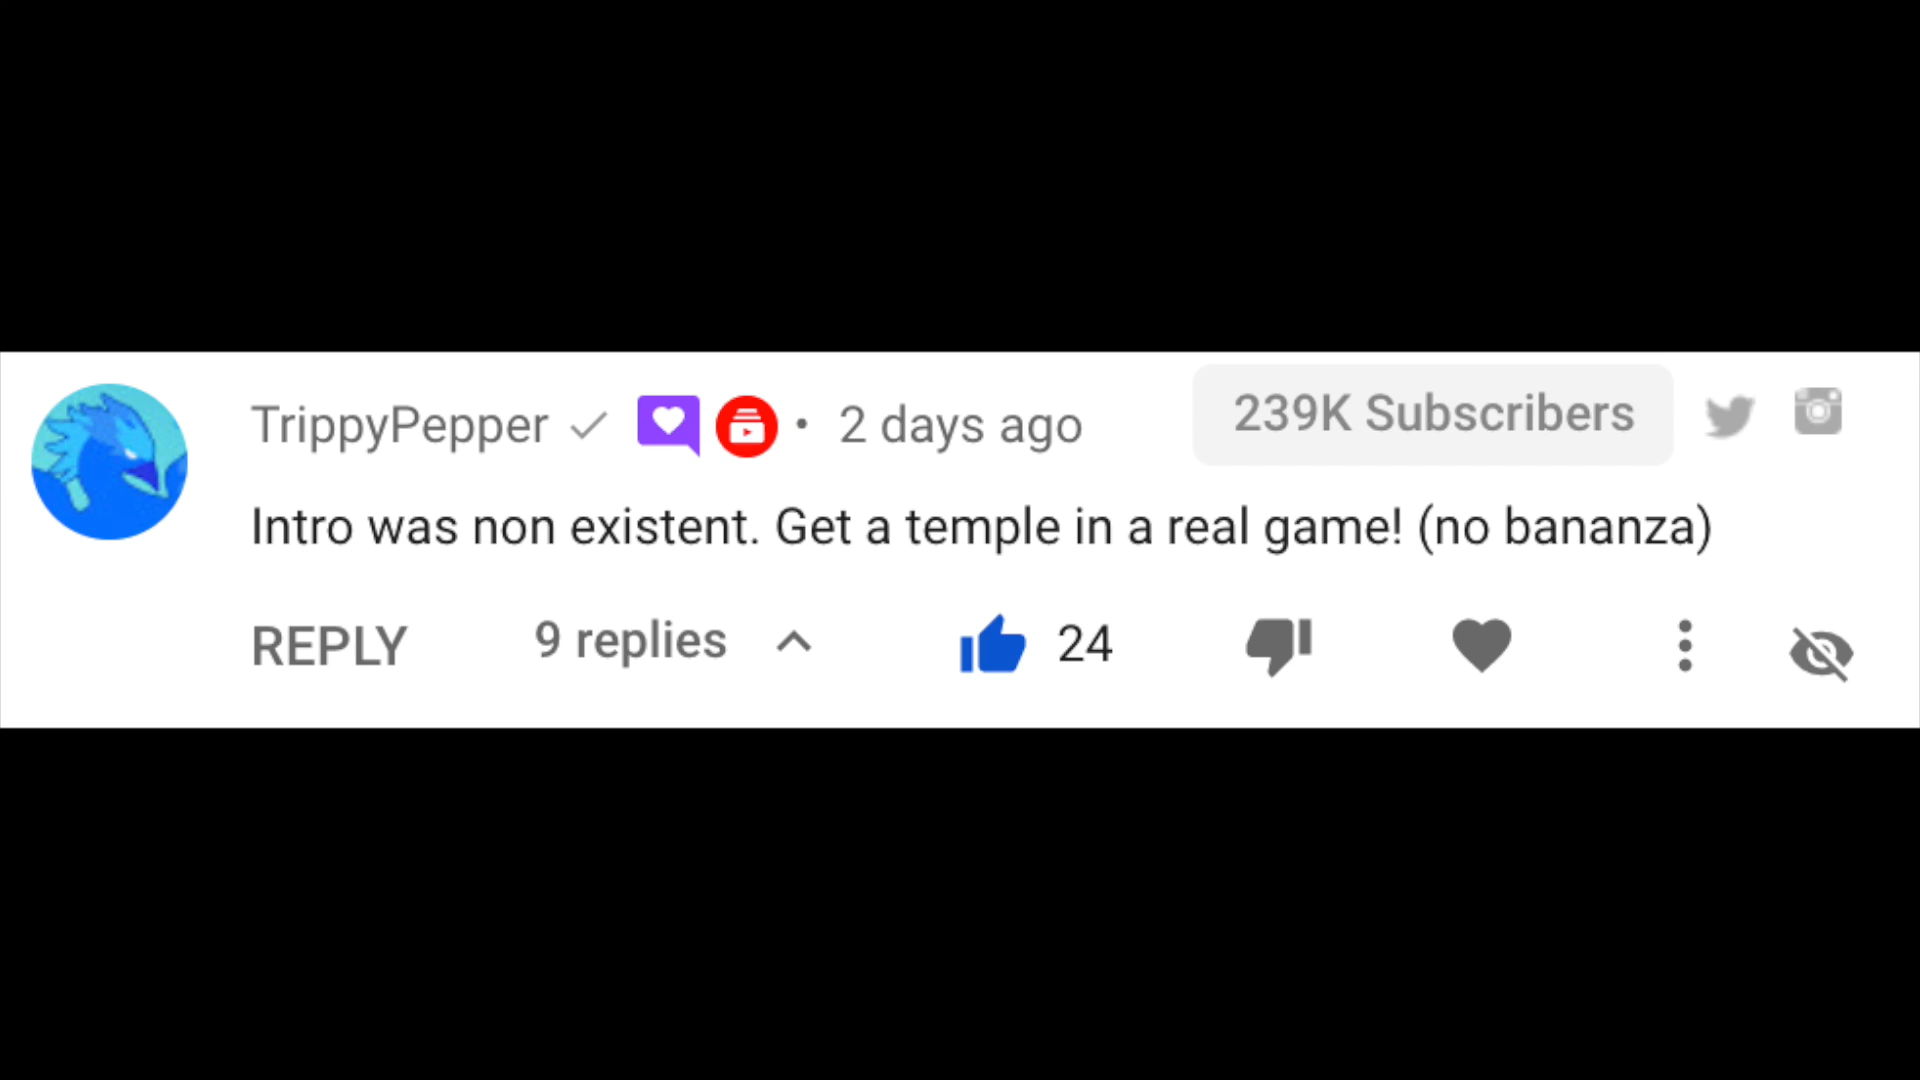 TrippyPepper • 2 days ago 239K Subscribers
Intro was non existent. Get a temple in a real game! (no bananza)
REPLY 9 replies 24